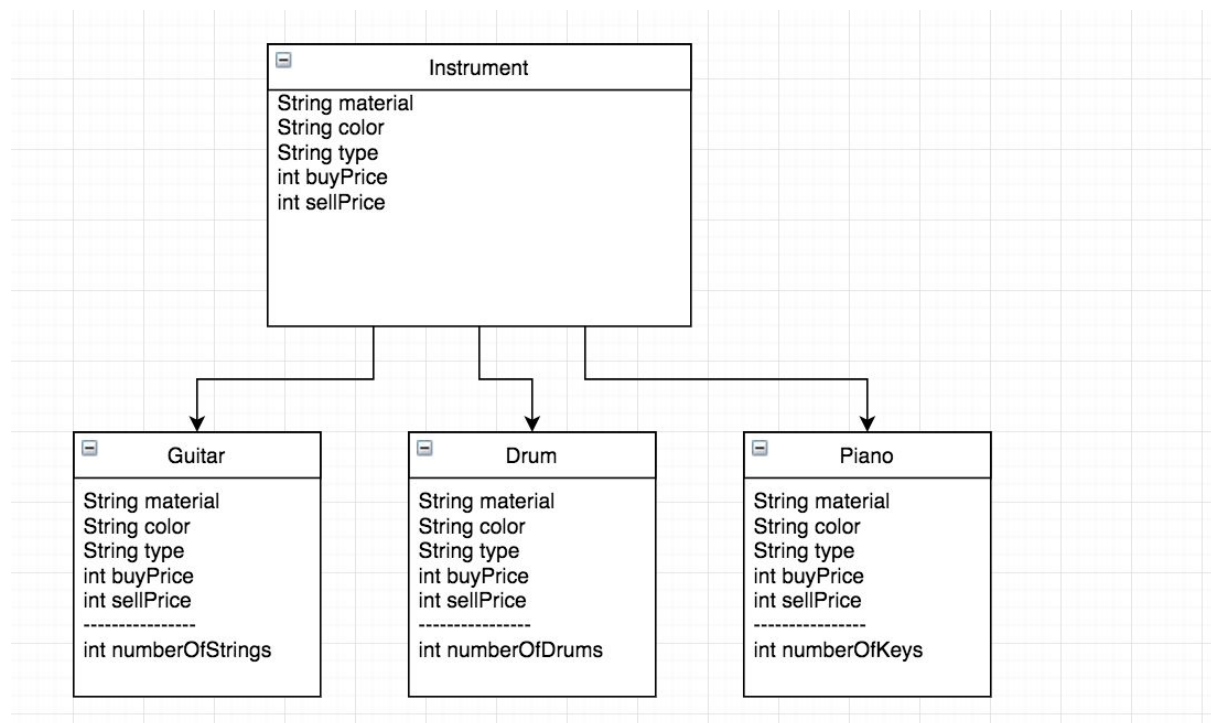 Instrument
String material
String color
String type
int buyPrice
int sellPrice
Guitar
String material
String color
String type
int buyPrice
int sellPrice
----------------
int numberOfStrings
Drum
String material
String color
String type
int buyPrice
int sellPrice
----------------
int numberOfDrums
Piano
String material
String color
String type
int buyPrice
int sellPrice
----------------
int numberOfKeys